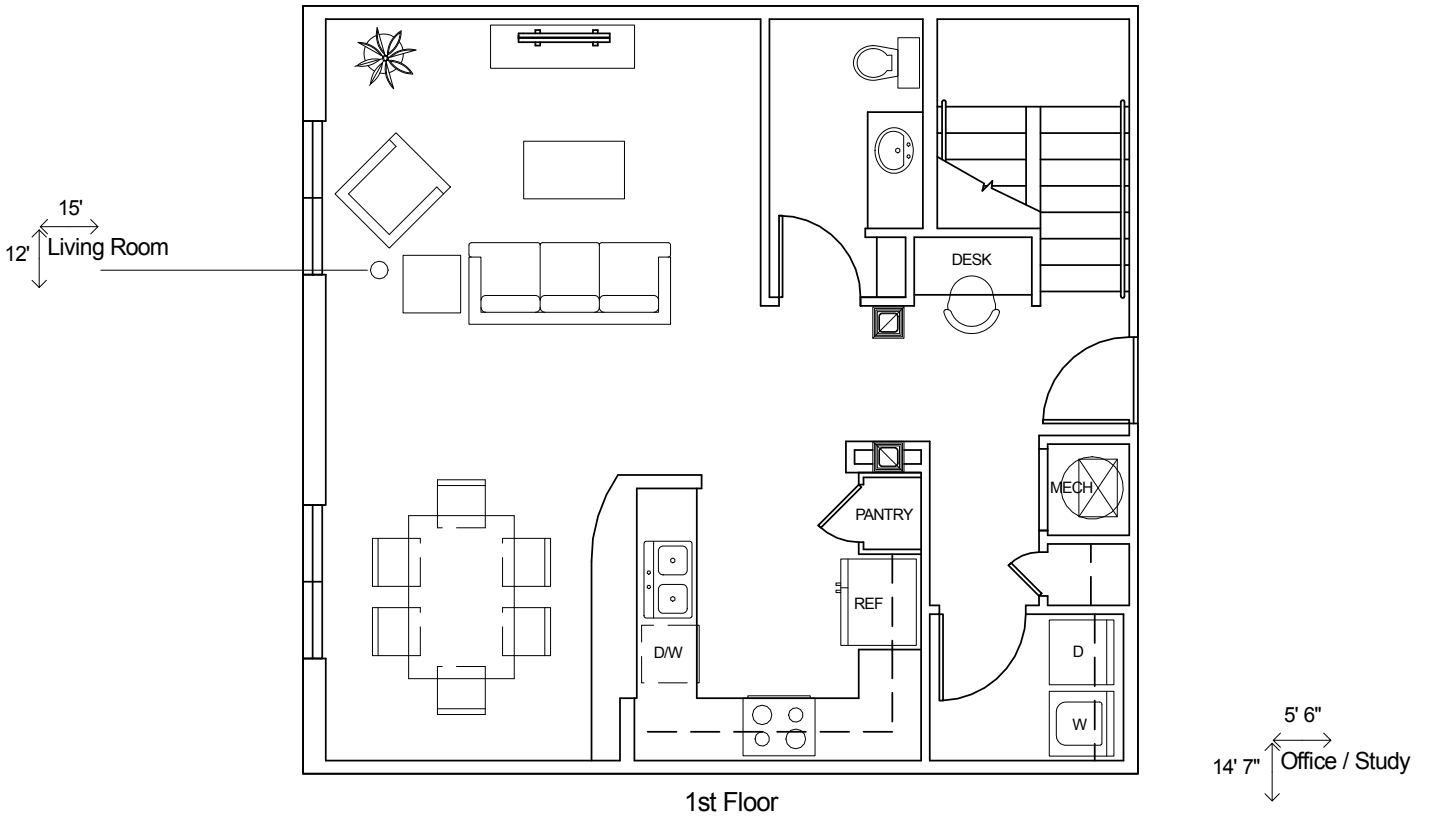 15'
12'
Living Room
DESK
MECH
PANTRY
REF
D/W
D
W
5' 6"
14' 7"
Office / Study
1st Floor